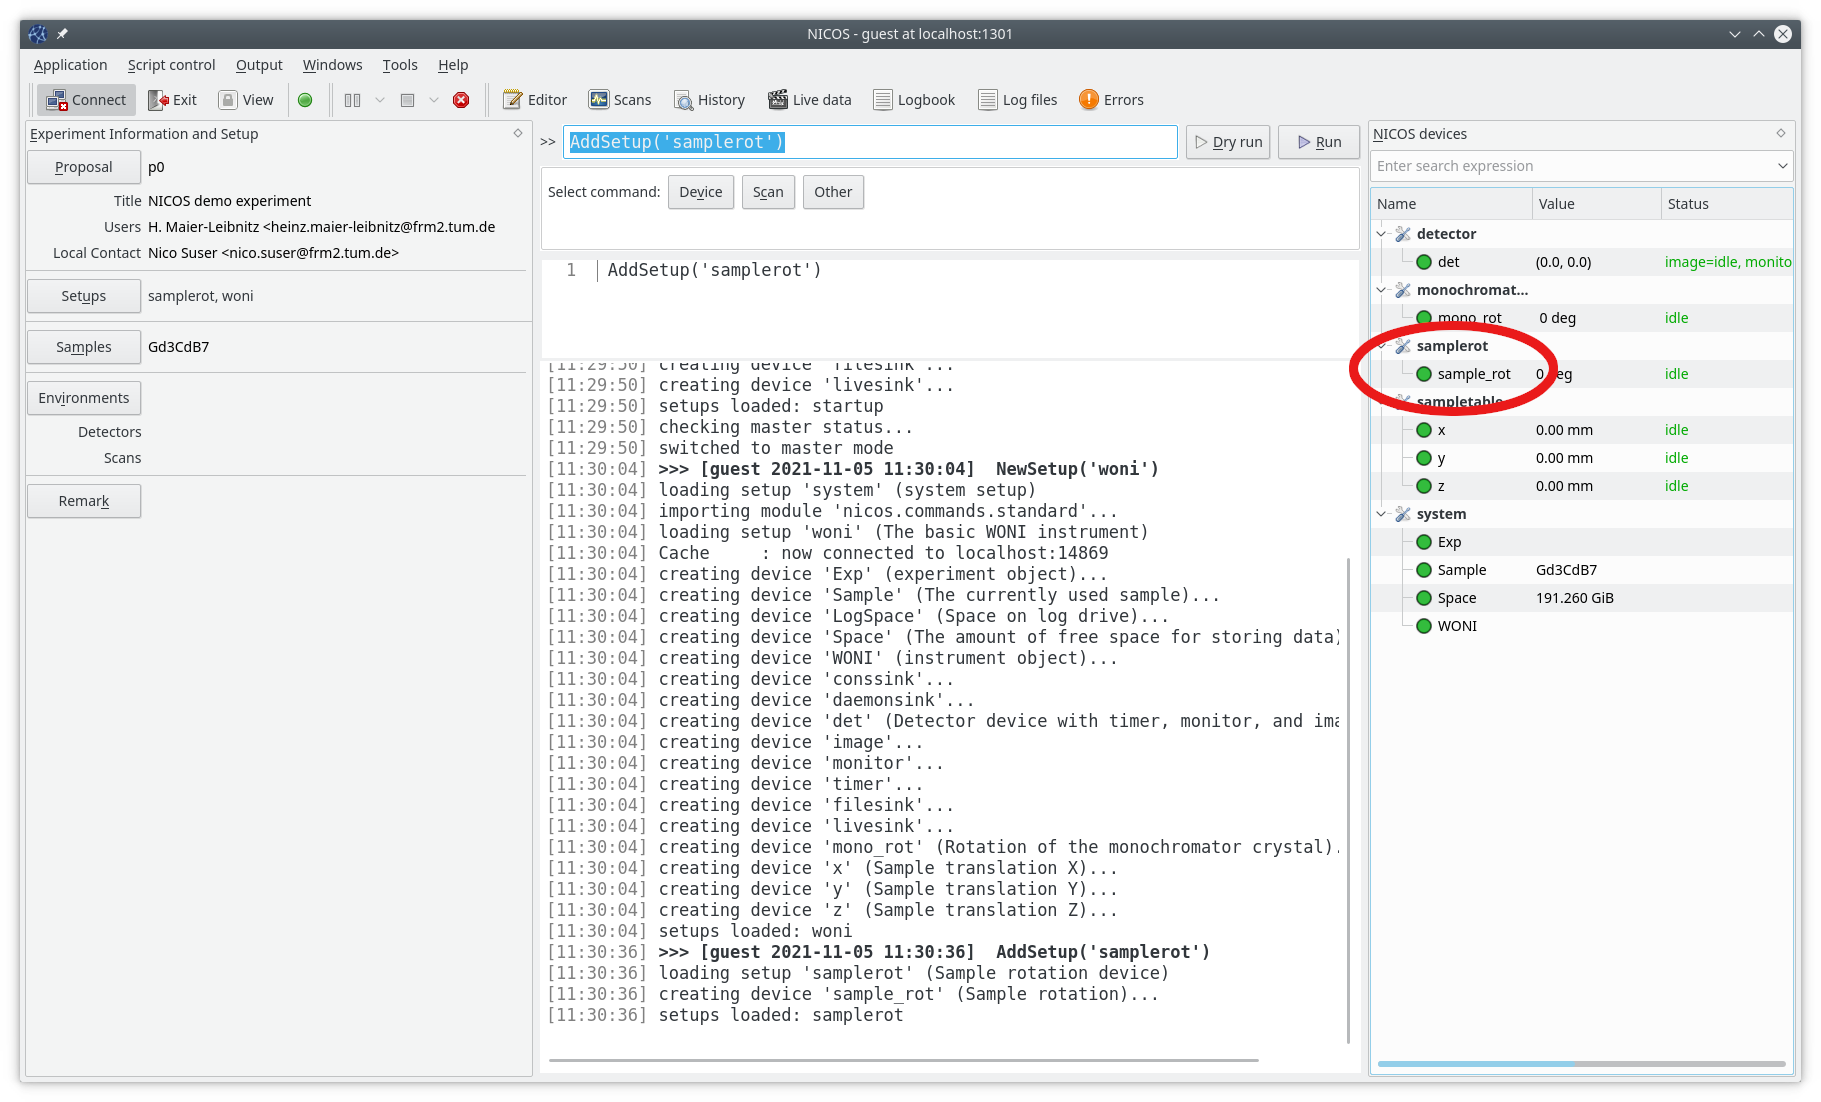 NICOS - guest at localhost:1301
Application Script control Output Windows Tools Help
Connect Exit View Editor Scans History Live data Logbook Log files Errors
Experiment Information and Setup
Proposal p0
Title NICOS demo experiment
Users H. Maier-Leibnitz <heinz.maier-leibnitz@frm2.tum.de
Local Contact Nico Suser <nico.suser@frm2.tum.de>
Setups samplerot, woni
Samples Gd3CdB7
Environments
Detectors
Scans
Remark
>> AddSetup('samplerot') Dry run Run
Select command: Device Scan Other
1 AddSetup('samplerot')
[11:29:50] creating device 'filesink'...
[11:29:50] creating device 'livesink'...
[11:29:50] setups loaded: startup
[11:29:50] checking master status...
[11:29:50] switched to master mode
[11:30:04] >>> [guest 2021-11-05 11:30:04]  NewSetup('woni')
[11:30:04] loading setup 'system' (system setup)
[11:30:04] importing module 'nicos.commands.standard'...
[11:30:04] loading setup 'woni' (The basic WONI instrument)
[11:30:04] Cache     : now connected to localhost:14869
[11:30:04] creating device 'Exp' (experiment object)...
[11:30:04] creating device 'Sample' (The currently used sample)...
[11:30:04] creating device 'LogSpace' (Space on log drive)...
[11:30:04] creating device 'Space' (The amount of free space for storing data)
[11:30:04] creating device 'WONI' (instrument object)...
[11:30:04] creating device 'conssink'...
[11:30:04] creating device 'daemonsink'...
[11:30:04] creating device 'det' (Detector device with timer, monitor, and ima
[11:30:04] creating device 'image'...
[11:30:04] creating device 'monitor'...
[11:30:04] creating device 'timer'...
[11:30:04] creating device 'filesink'...
[11:30:04] creating device 'livesink'...
[11:30:04] creating device 'mono_rot' (Rotation of the monochromator crystal).
[11:30:04] creating device 'x' (Sample translation X)...
[11:30:04] creating device 'y' (Sample translation Y)...
[11:30:04] creating device 'z' (Sample translation Z)...
[11:30:04] setups loaded: woni
[11:30:36] >>> [guest 2021-11-05 11:30:36]  AddSetup('samplerot')
[11:30:36] loading setup 'samplerot' (Sample rotation device)
[11:30:36] creating device 'sample_rot' (Sample rotation)...
[11:30:36] setups loaded: samplerot
NICOS devices
Enter search expression
Name Value Status
detector
det (0.0, 0.0) image=idle, monito
monochromat...
mono_rot 0 deg idle
samplerot
sample_rot 0 deg idle
sampletable
x 0.00 mm idle
y 0.00 mm idle
z 0.00 mm idle
system
Exp
Sample Gd3CdB7
Space 191.260 GiB
WONI